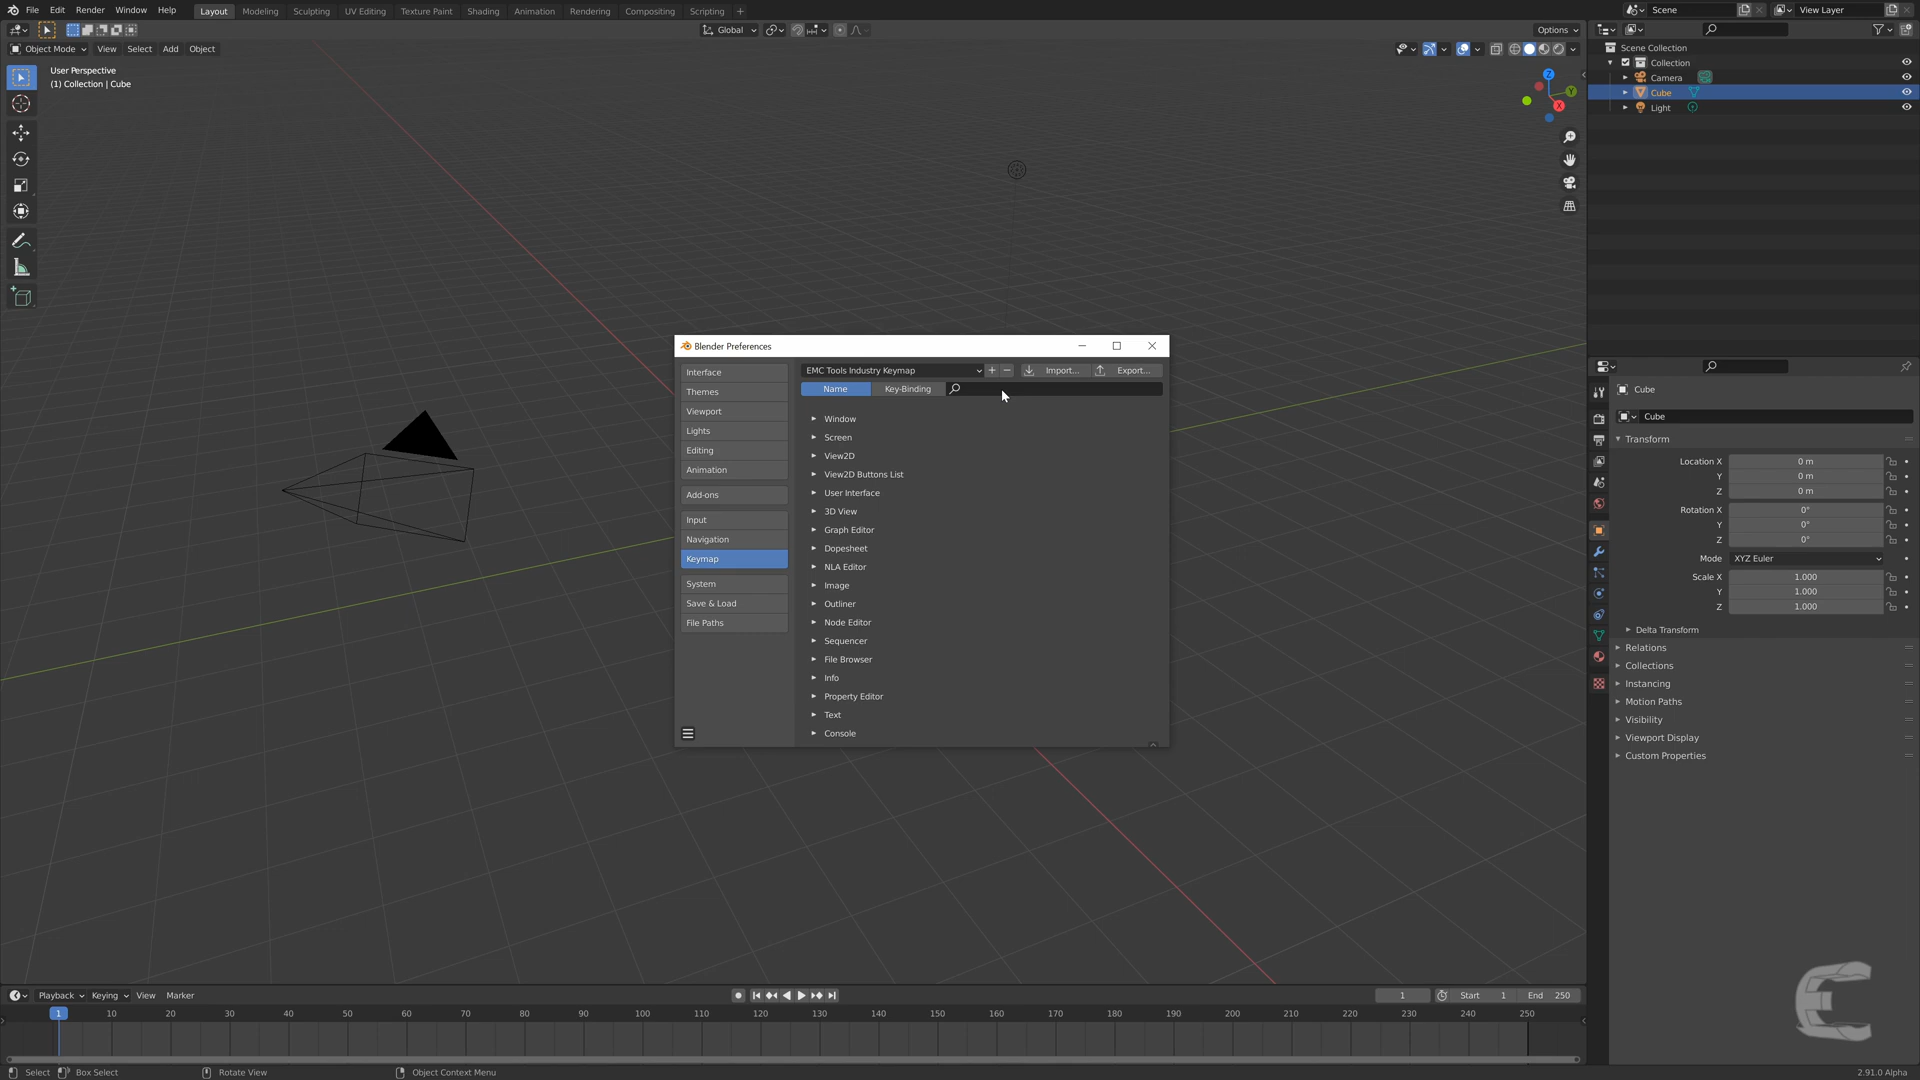 File Edit Render Window Help Layout Modeling Sculpting UV Editing Texture Paint Shading Animation Rendering Compositing Scripting + Scene View Layer
Global Options
Object Mode View Select Add Object
User Perspective
(1) Collection | Cube
Z
Y
X
Scene Collection
Collection
Camera
Cube
Light
Blender Preferences
Interface
Themes
Viewport
Lights
Editing
Animation
Add-ons
Input
Navigation
Keymap
System
Save & Load
File Paths
EMC Tools Industry Keymap + − Import... Export...
Name Key-Binding
Window
Screen
View2D
View2D Buttons List
User Interface
3D View
Graph Editor
Dopesheet
NLA Editor
Image
Outliner
Node Editor
Sequencer
File Browser
Info
Property Editor
Text
Console
Cube
Cube
Transform
Location X 0 m
Y 0 m
Z 0 m
Rotation X 0°
Y 0°
Z 0°
Mode XYZ Euler
Scale X 1.000
Y 1.000
Z 1.000
Delta Transform
Relations
Collections
Instancing
Motion Paths
Visibility
Viewport Display
Custom Properties
Playback Keying View Marker 1 Start 1 End 250
1 10 20 30 40 50 60 70 80 90 100 110 120 130 140 150 160 170 180 190 200 210 220 230 240 250
Select Box Select Rotate View Object Context Menu 2.91.0 Alpha